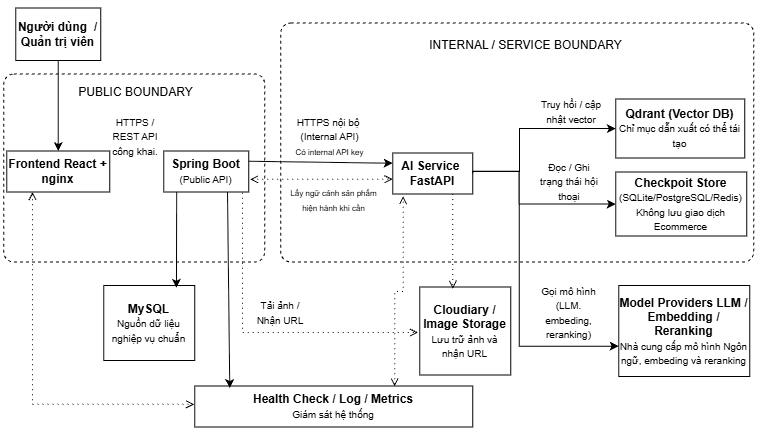 Người dùng /
Quản trị viên
INTERNAL / SERVICE BOUNDARY
PUBLIC BOUNDARY
HTTPS /
REST API
công khai.
Frontend React +
nginx
Spring Boot
(Public API)
HTTPS nội bộ
(Internal API)
Có internal API key
Lấy ngữ cảnh sản phẩm
hiện hành khi cần
AI Service
FastAPI
Truy hồi / cập
nhật vector
Qdrant (Vector DB)
Chỉ mục dẫn xuất có thể tái
tạo
Đọc / Ghi
trạng thái hội
thoại
Checkpoit Store
(SQLite/PostgreSQL/Redis)
Không lưu giao dịch
Ecommerce
MySQL
Nguồn dữ liệu
nghiệp vụ chuẩn
Tải ảnh /
Nhận URL
Cloudiary /
Image Storage
Lưu trữ ảnh và
nhận URL
Gọi mô hình
(LLM.
embeding,
reranking)
Model Providers LLM /
Embedding /
Reranking
Nhà cung cấp mô hình Ngôn
ngữ, embeding và reranking
Health Check / Log / Metrics
Giám sát hệ thống